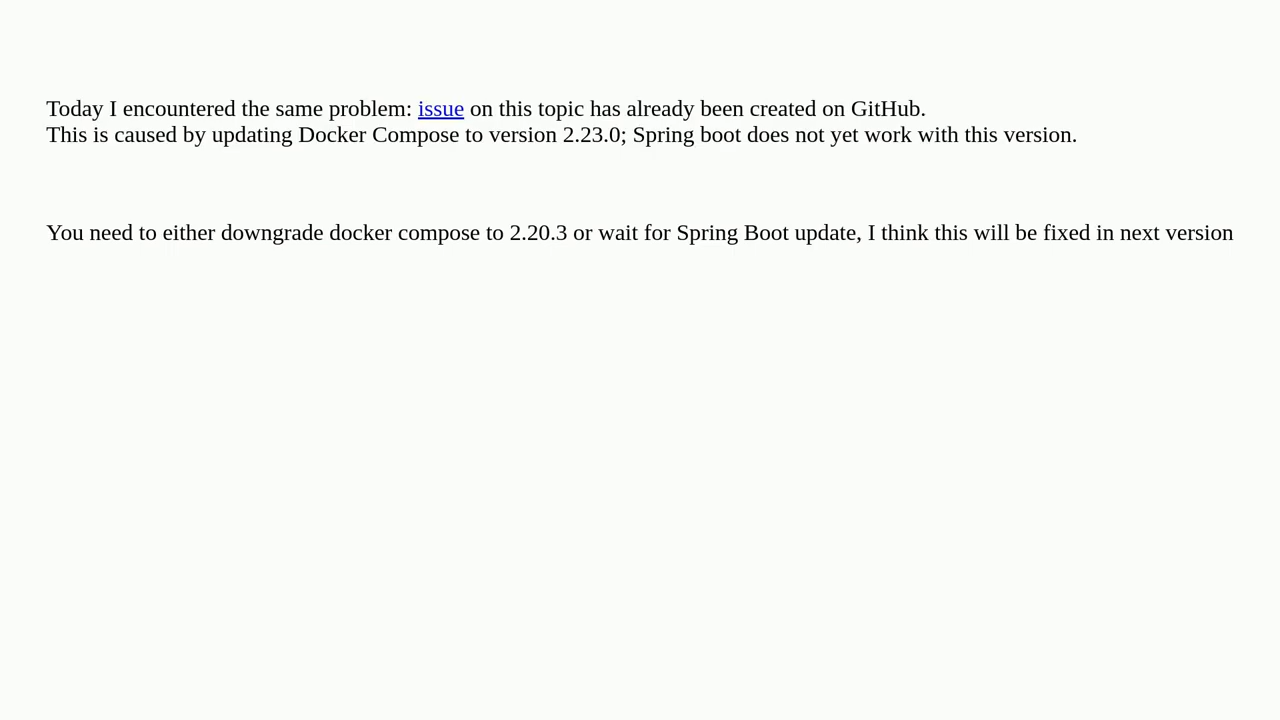 Today I encountered the same problem: issue on this topic has already been created on GitHub.
This is caused by updating Docker Compose to version 2.23.0; Spring boot does not yet work with this version.
You need to either downgrade docker compose to 2.20.3 or wait for Spring Boot update, I think this will be fixed in next version